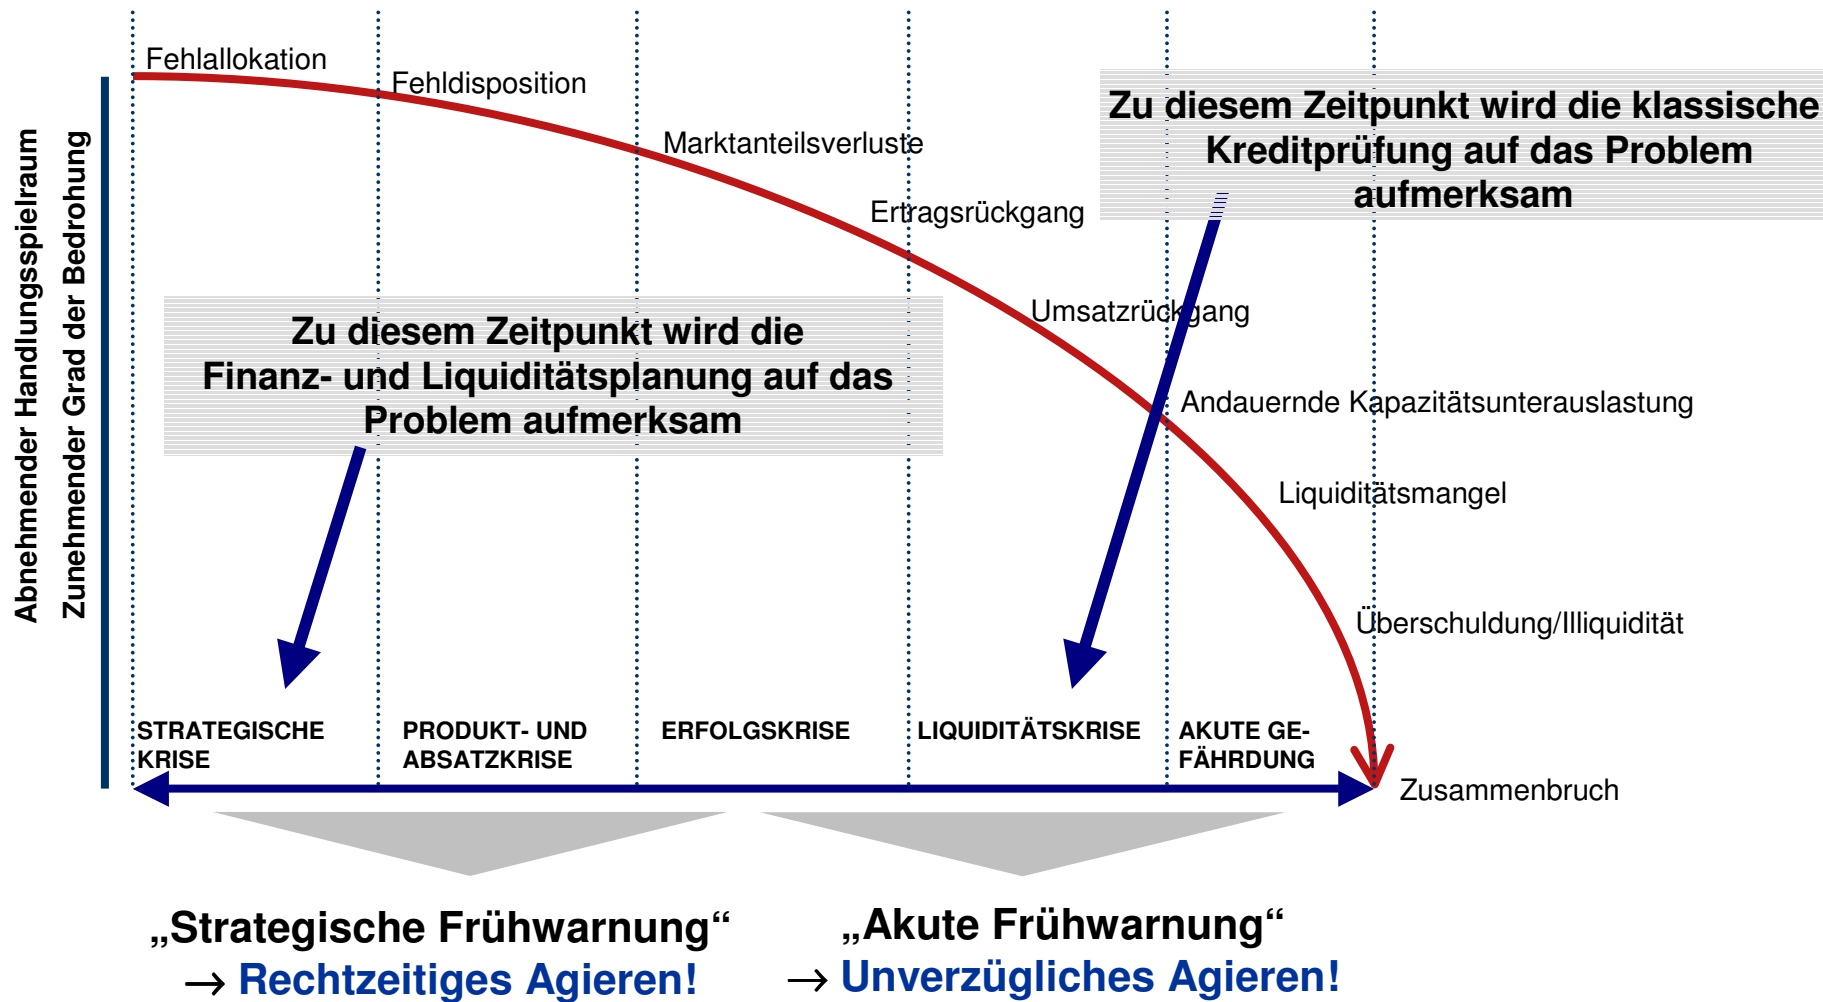 Abnehmender Handlungsspielraum
Zunehmender Grad der Bedrohung
Fehlallokation
Fehldisposition
Marktanteilsverluste
Ertragsrückgang
Umsatzrückgang
Andauernde Kapazitätsunterauslastung
Liquiditätsmangel
Überschuldung/Illiquidität
Zusammenbruch
Zu diesem Zeitpunkt wird die klassische
Kreditprüfung auf das Problem
aufmerksam
Zu diesem Zeitpunkt wird die
Finanz- und Liquiditätsplanung auf das
Problem aufmerksam
STRATEGISCHE
KRISE
PRODUKT- UND
ABSATZKRISE
ERFOLGSKRISE
LIQUIDITÄTSKRISE
AKUTE GE-
FÄHRDUNG
„Strategische Frühwarnung“
→ Rechtzeitiges Agieren!
„Akute Frühwarnung“
→ Unverzügliches Agieren!